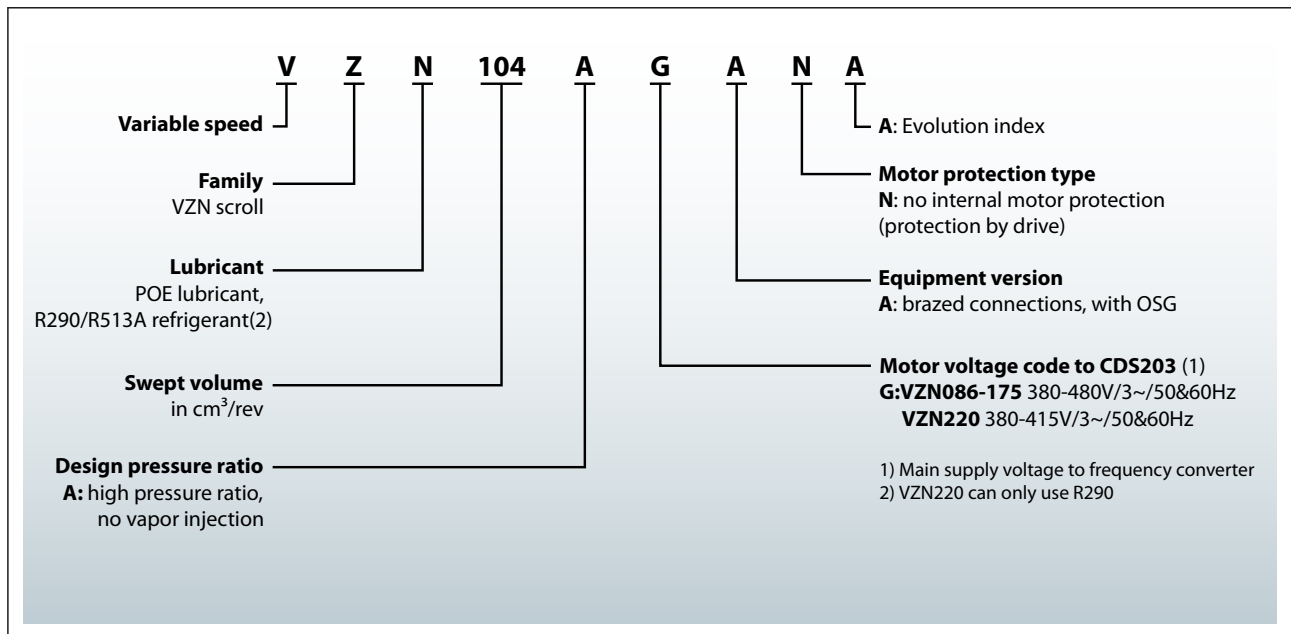 V Z N 104 A G A N A
Variable speed
Family
VZN scroll
Lubricant
POE lubricant,
R290/R513A refrigerant(2)
Swept volume
in cm³/rev
Design pressure ratio
A: high pressure ratio,
no vapor injection
A: Evolution index
Motor protection type
N: no internal motor protection
(protection by drive)
Equipment version
A: brazed connections, with OSG
Motor voltage code to CDS203 (1)
G:VZN086-175 380-480V/3~/50&60Hz
VZN220 380-415V/3~/50&60Hz
1) Main supply voltage to frequency converter
2) VZN220 can only use R290